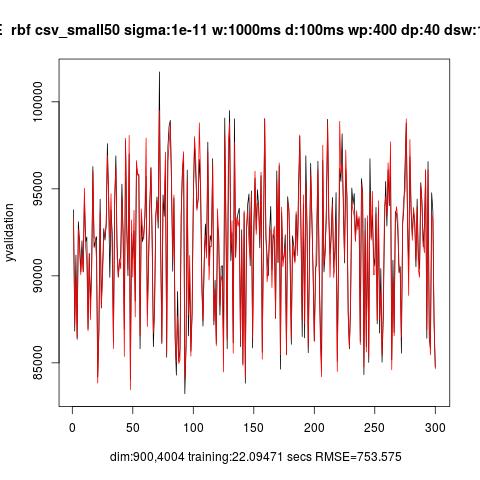 rbf csv_small50 sigma:1e-11 w:1000ms d:100ms wp:400 dp:40
yvalidation
100000
95000
90000
85000
0 50 100 150 200 250 300
dim:900,4004 training:22.09471 secs RMSE=753.575